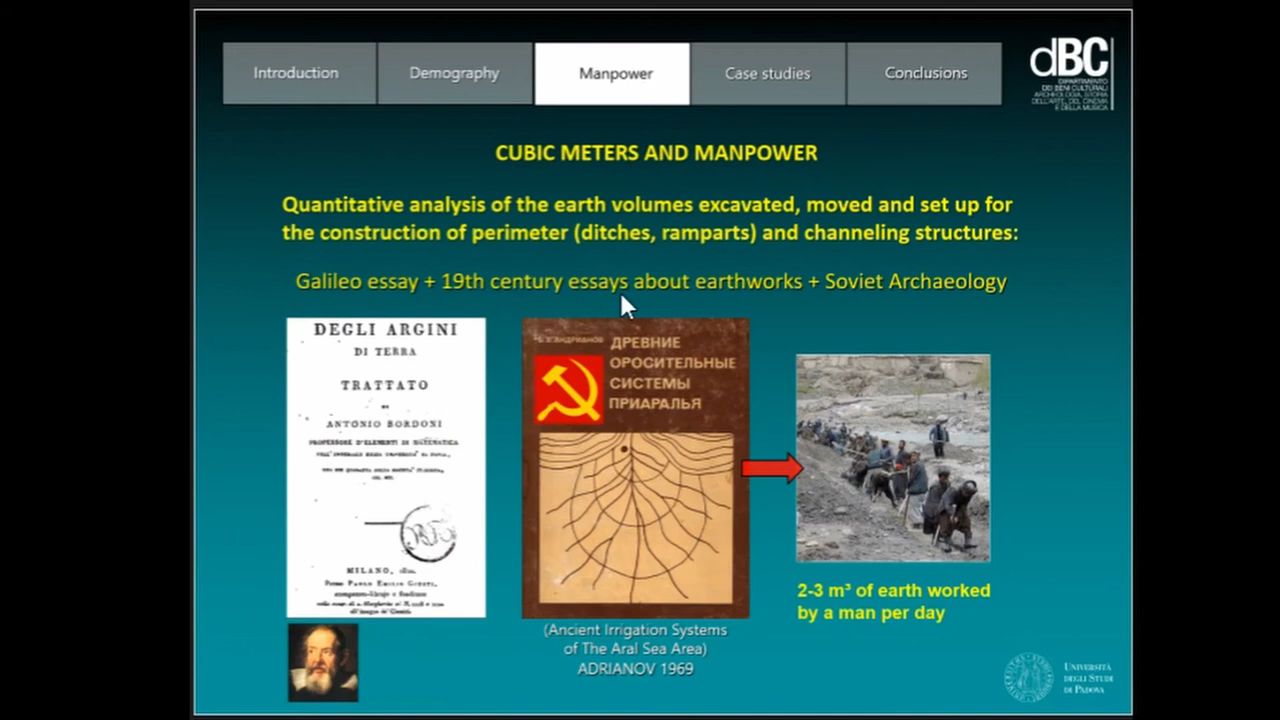 Introduction
Demography
Manpower
Case studies
Conclusions
dBC
DIPARTIMENTO
DEI BENI CULTURALI
ARCHEOLOGIA, STORIA
DELL'ARTE, DEL CINEMA
E DELLA MUSICA
CUBIC METERS AND MANPOWER
Quantitative analysis of the earth volumes excavated, moved and set up for
the construction of perimeter (ditches, ramparts) and channeling structures:
Galileo essay + 19th century essays about earthworks + Soviet Archaeology
DEGLI ARGINI
DI TERRA
TRATTATO
DI
ANTONIO BORDONI
PROFESSORE D'ELEMENTI DI MATEMATICA
MILANO,
Б.В.АНДРИАНОВ
ДРЕВНИЕ
ОРОСИТЕЛЬНЫЕ
СИСТЕМЫ
ПРИАРАЛЬЯ
(Ancient Irrigation Systems
of The Aral Sea Area)
ADRIANOV 1969
2-3 m³ of earth worked
by a man per day
UNIVERSITÀ
DEGLI STUDI
DI PADOVA